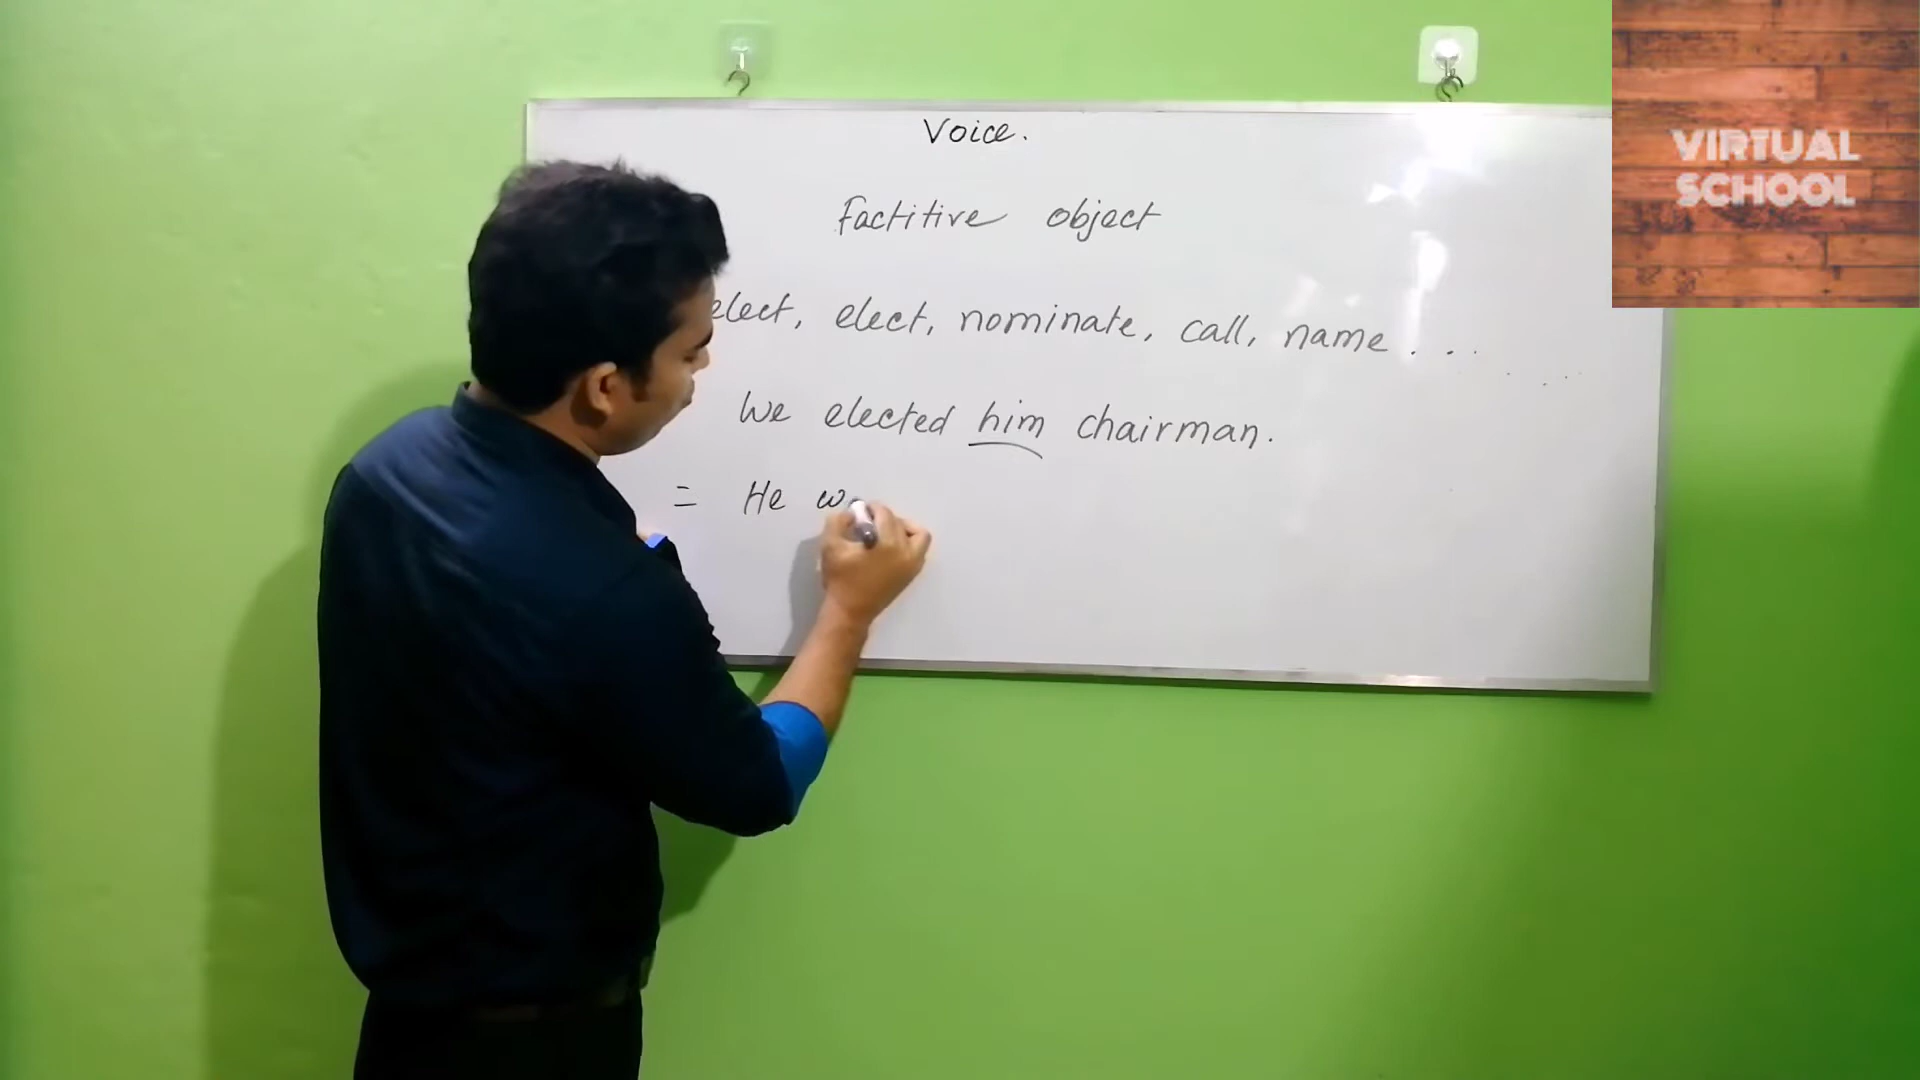 Voice.
Factitive object
elect, elect, nominate, call, name . . .
We elected him chairman.
= He w
VIRTUAL
SCHOOL